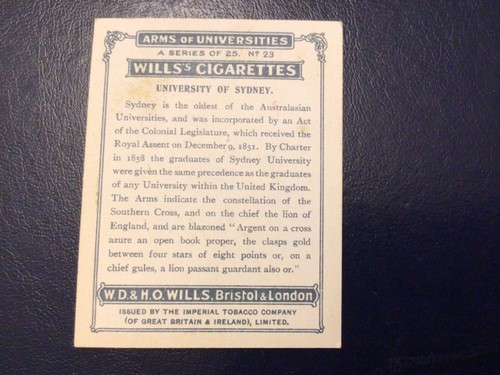 ARMS OF UNIVERSITIES
A SERIES OF 25. Nº 23
WILLS'S CIGARETTES
UNIVERSITY OF SYDNEY.
Sydney is the oldest of the Australasian
Universities, and was incorporated by an Act
of the Colonial Legislature, which received the
Royal Assent on December 9, 1851. By Charter
in 1858 the graduates of Sydney University
were given the same precedence as the graduates
of any University within the United Kingdom.
The Arms indicate the constellation of the
Southern Cross, and on the chief the lion of
England, and are blazoned "Argent on a cross
azure an open book proper, the clasps gold
between four stars of eight points or, on a
chief gules, a lion passant guardant also or."
W.D. & H.O. WILLS, Bristol & London
ISSUED BY THE IMPERIAL TOBACCO COMPANY
(OF GREAT BRITAIN & IRELAND), LIMITED.